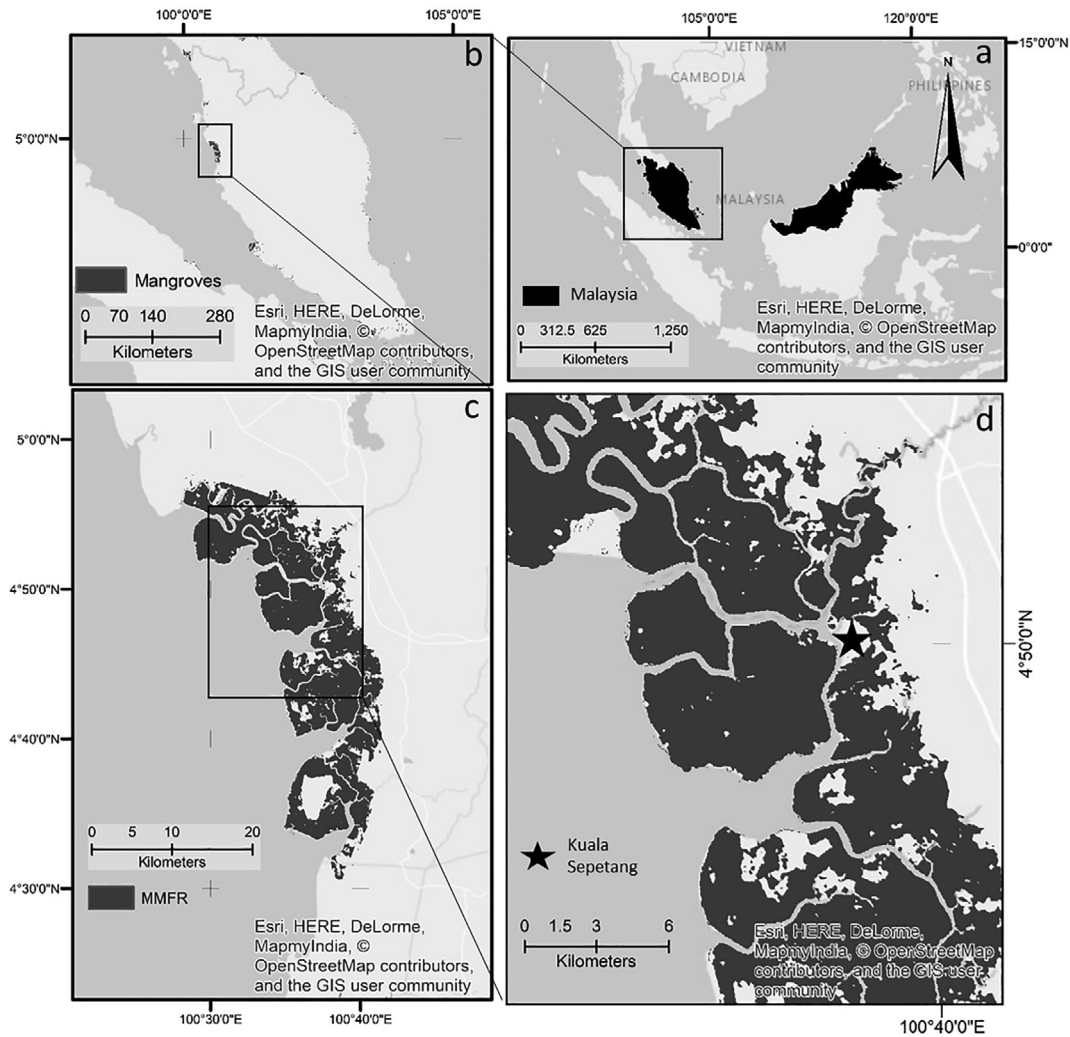 100°0'0"E
105°0'0"E
105°0'0"E
120°0'0"E
b
5°0'0"N
Mangroves
0 70 140 280
Kilometers
Esri, HERE, DeLorme,
MapmyIndia, ©
OpenStreetMap contributors,
and the GIS user community
a
15°0'0"N
VIETNAM
CAMBODIA
PHILIPPINES
N
MALAYSIA
0°0'0"
Malaysia
0 312.5 625 1,250
Kilometers
Esri, HERE, DeLorme,
MapmyIndia, © OpenStreetMap
contributors, and the GIS user
community
c
5°0'0"N
4°50'0"N
4°40'0"N
4°30'0"N
0 5 10 20
Kilometers
MMFR
Esri, HERE, DeLorme,
MapmyIndia, ©
OpenStreetMap contributors,
and the GIS user community
100°30'0"E
100°40'0"E
d
4°50'0"N
Kuala
Sepetang
0 1.5 3 6
Kilometers
Esri, HERE, DeLorme,
MapmyIndia, © OpenStreetMap
contributors, and the GIS user
community
100°40'0"E